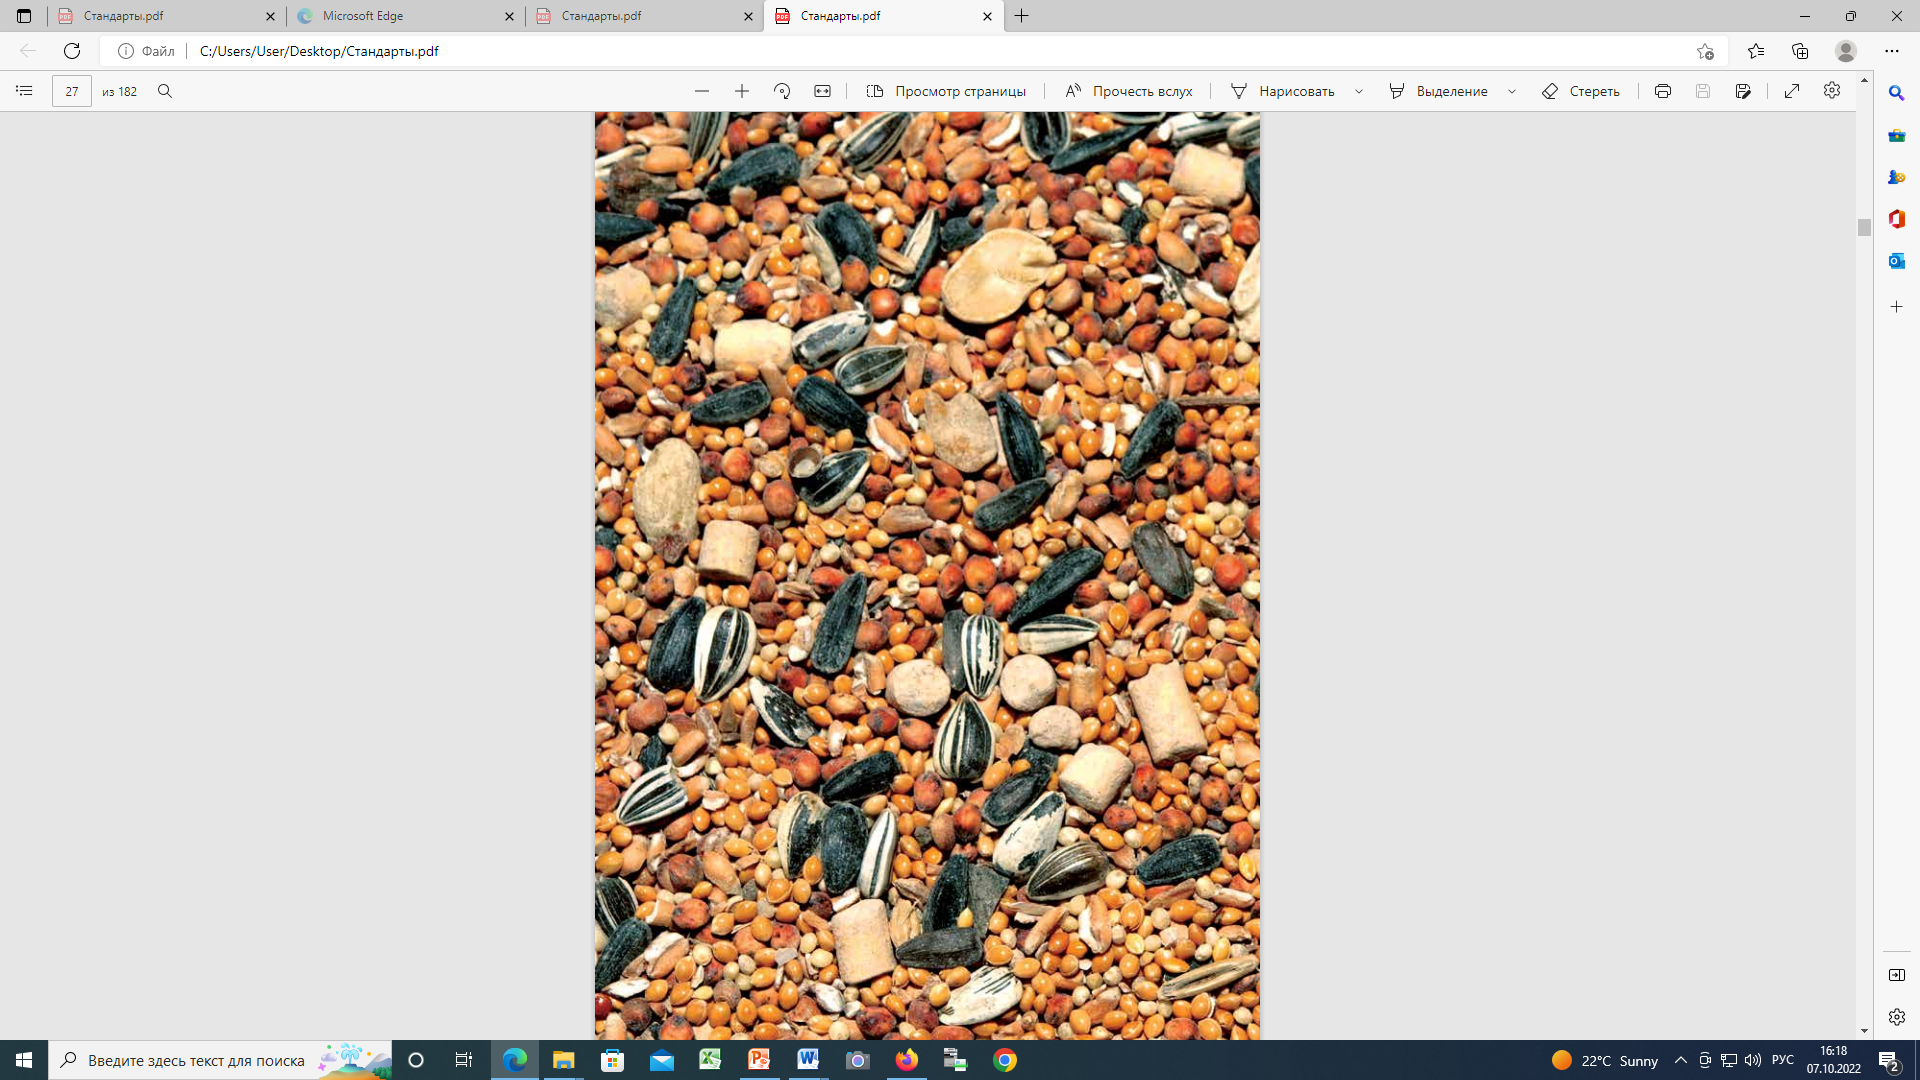 Стандарты.pdf
Microsoft Edge
Стандарты.pdf
Стандарты.pdf
Файл C:/Users/User/Desktop/Стандарты.pdf
27 из 182 Просмотр страницы Прочесть вслух Нарисовать Выделение Стереть
Введите здесь текст для поиска
22°C Sunny РУС 16:18
07.10.2022 2